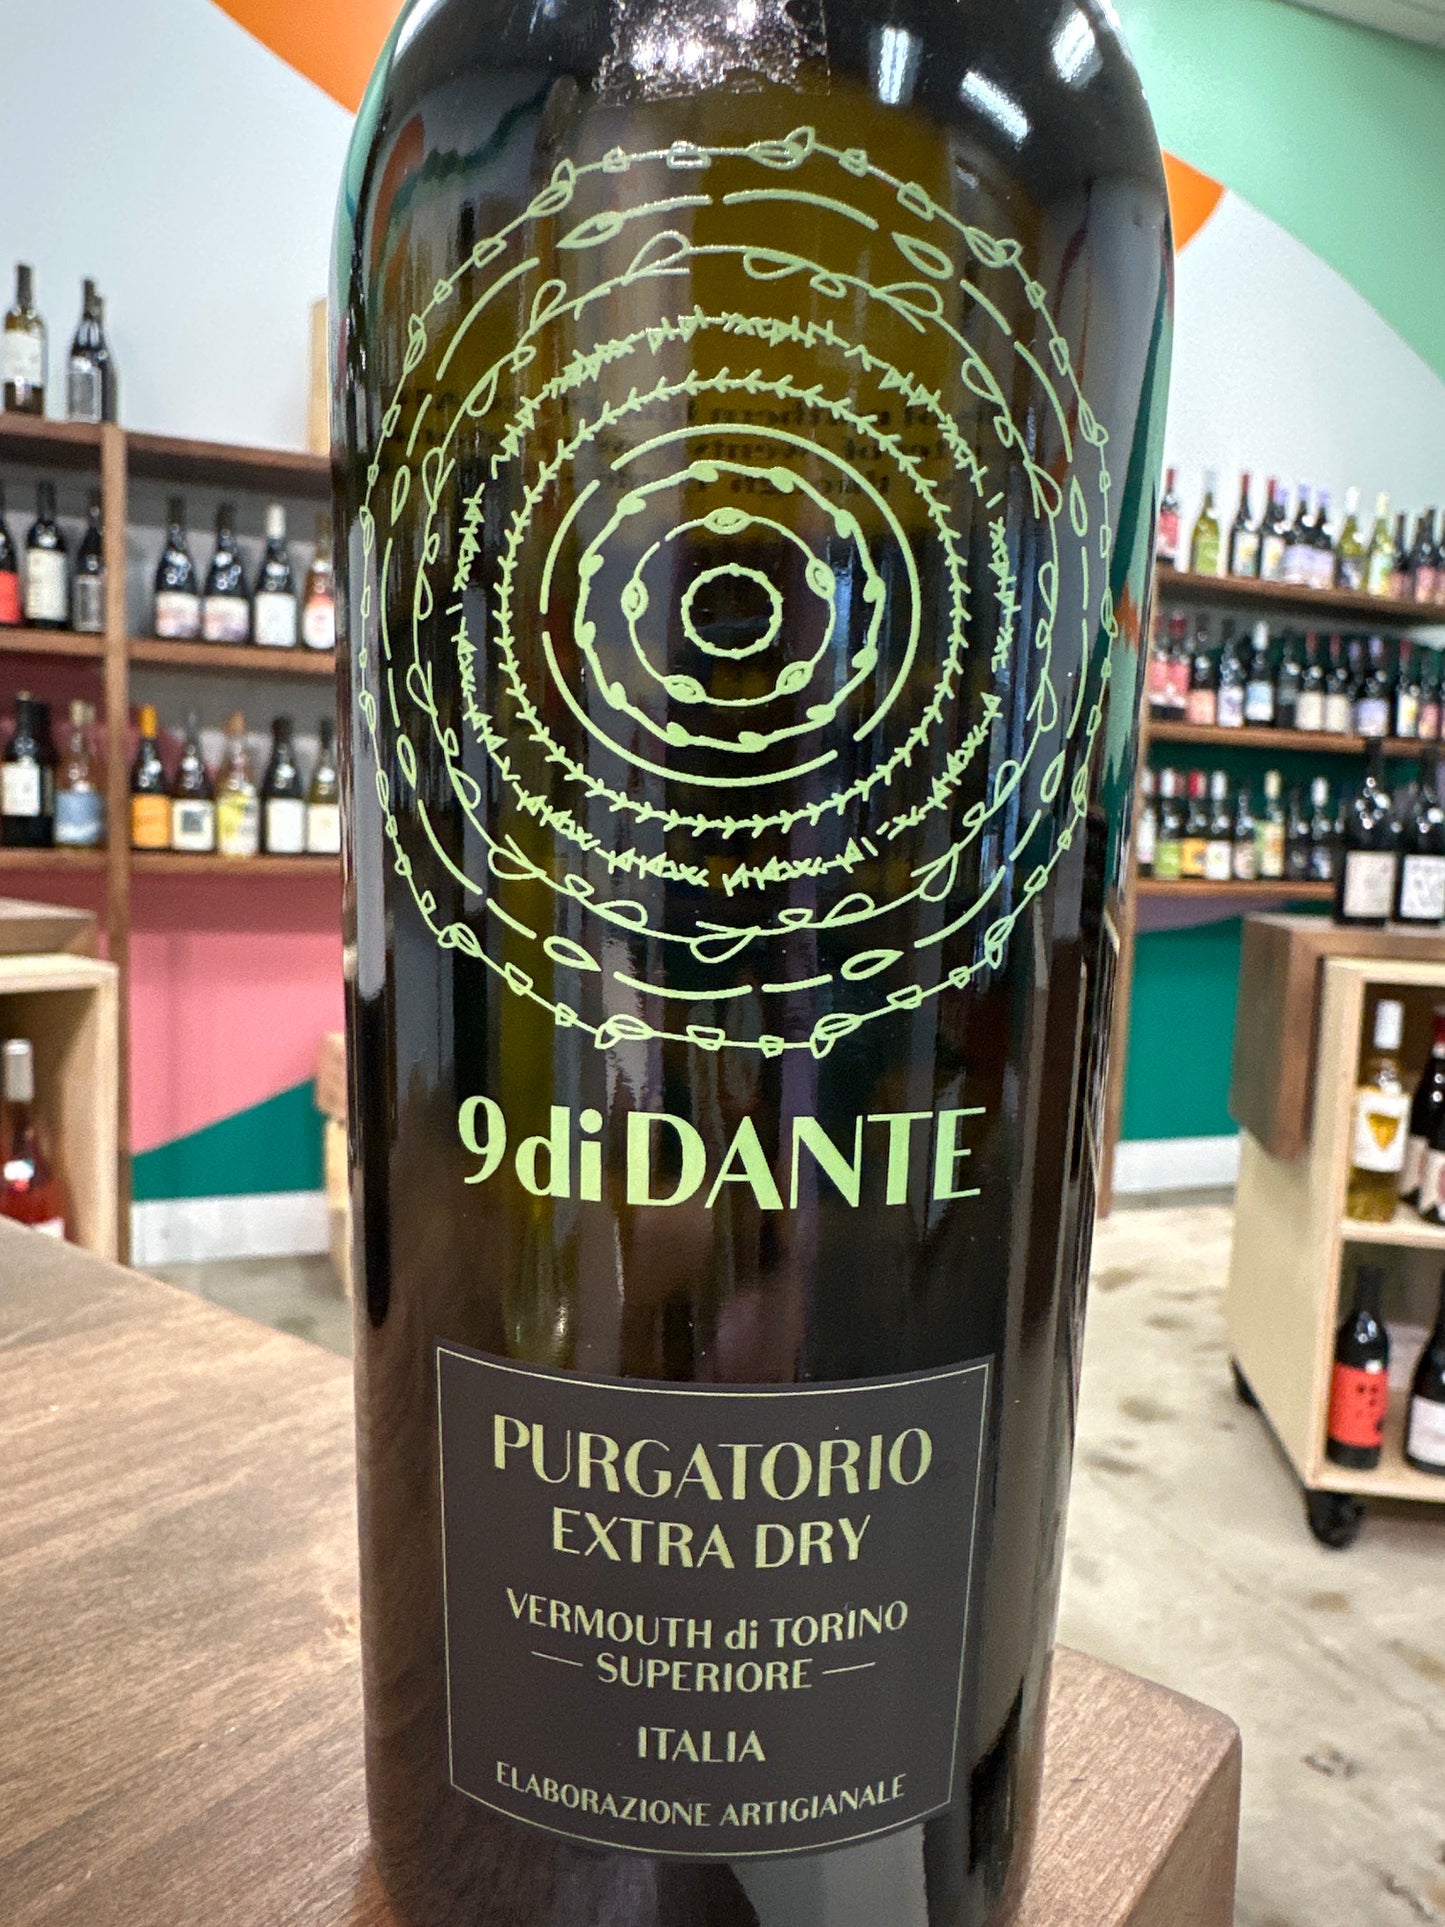 9diDANTE
PURGATORIO
EXTRA DRY
VERMOUTH di TORINO
SUPERIORE
ITALIA
ELABORAZIONE ARTIGIANALE